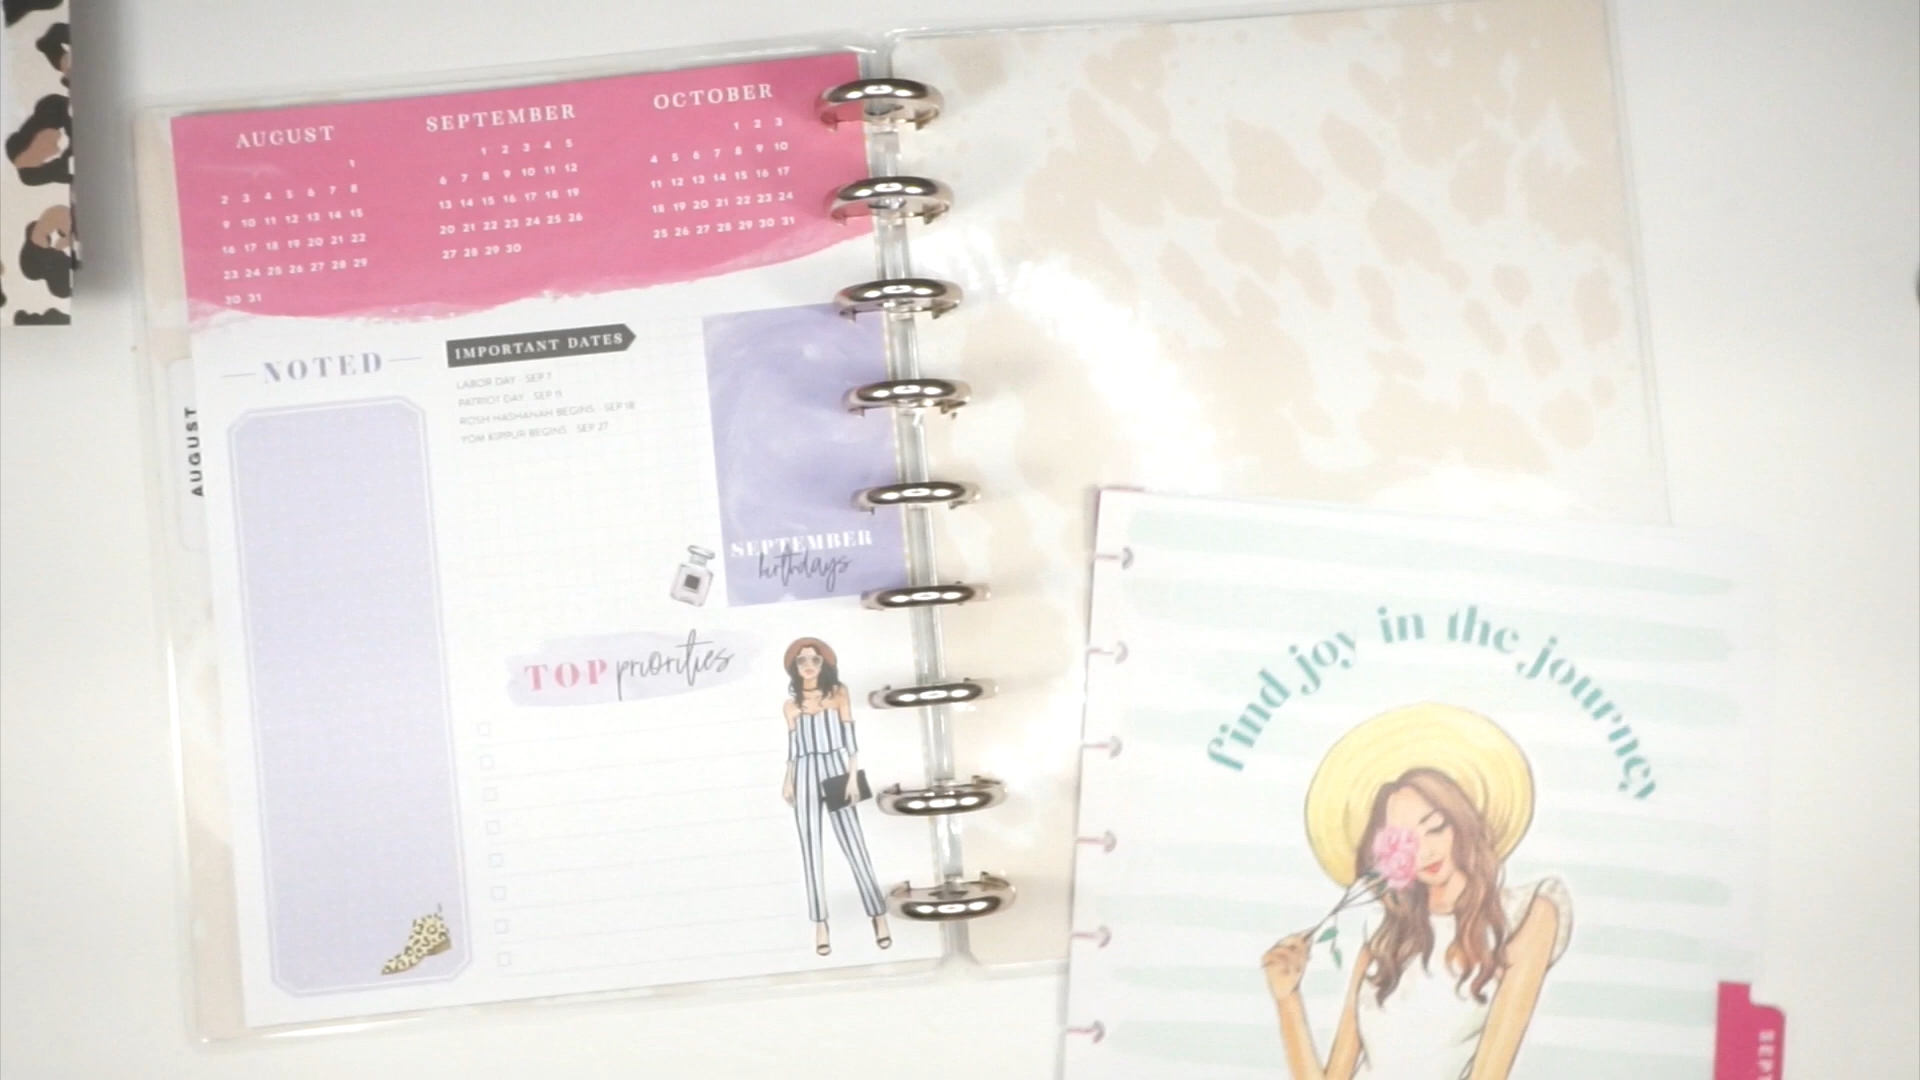 AUGUST
1
2 3 4 5 6 7 8
9 10 11 12 13 14 15
16 17 18 19 20 21 22
23 24 25 26 27 28 29
30 31
SEPTEMBER
1 2 3 4 5
6 7 8 9 10 11 12
13 14 15 16 17 18 19
20 21 22 23 24 25 26
27 28 29 30
OCTOBER
1 2 3
4 5 6 7 8 9 10
11 12 13 14 15 16 17
18 19 20 21 22 23 24
25 26 27 28 29 30 31
AUGUST
NOTED
IMPORTANT DATES
LABOR DAY · SEP 7
PATRIOT DAY · SEP 11
ROSH HASHANAH BEGINS · SEP 18
YOM KIPPUR BEGINS · SEP 27
SEPTEMBER
birthdays
TOP priorities
find joy in the journey